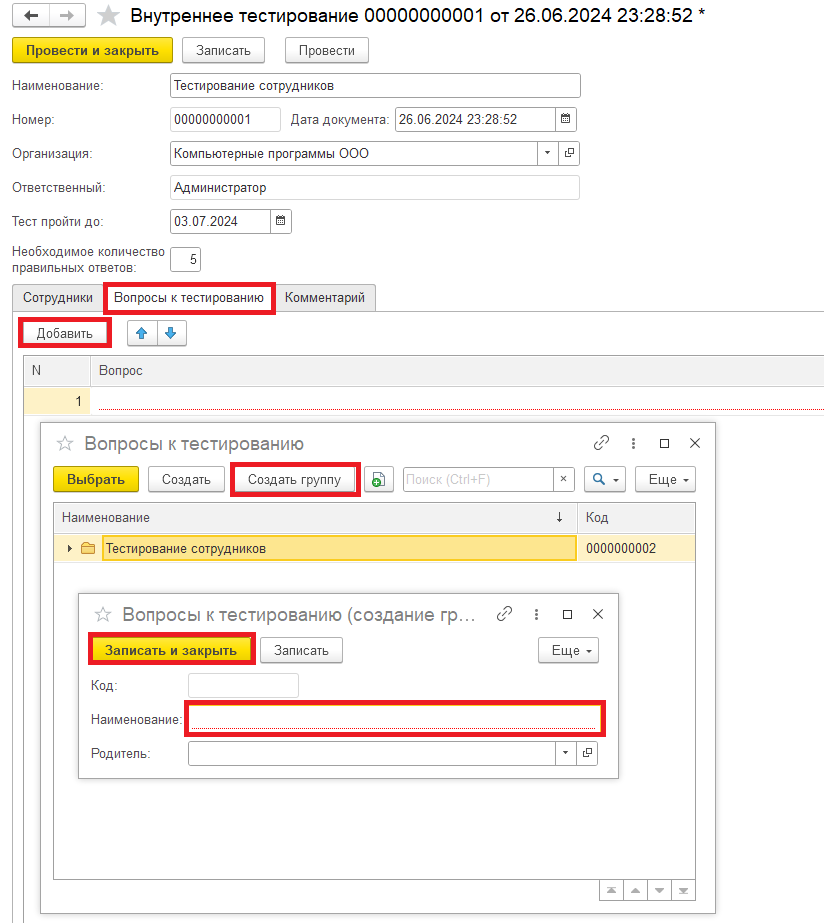 Внутреннее тестирование 00000000001 от 26.06.2024 23:28:52 *
Провести и закрыть Записать Провести
Наименование: Тестирование сотрудников
Номер: 00000000001 Дата документа: 26.06.2024 23:28:52
Организация: Компьютерные программы ООО
Ответственный: Администратор
Тест пройти до: 03.07.2024
Необходимое количество
правильных ответов: 5
Сотрудники Вопросы к тестированию Комментарий
Добавить
N Вопрос
1
Вопросы к тестированию
Выбрать Создать Создать группу Поиск (Ctrl+F) × Еще
Наименование ↓ Код
Тестирование сотрудников 0000000002
Вопросы к тестированию (создание гр...
Записать и закрыть Записать Еще
Код:
Наименование:
Родитель: